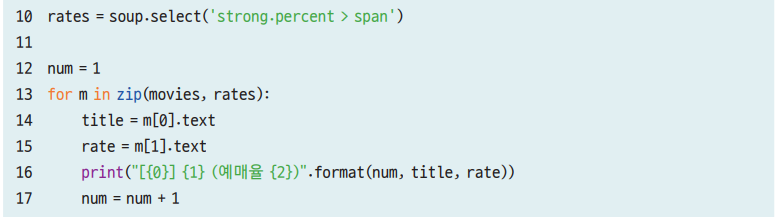 10 rates = soup.select('strong.percent > span')
11
12 num = 1
13 for m in zip(movies, rates):
14     title = m[0].text
15     rate = m[1].text
16     print("[{0}] {1} (예매율 {2})".format(num, title, rate))
17     num = num + 1